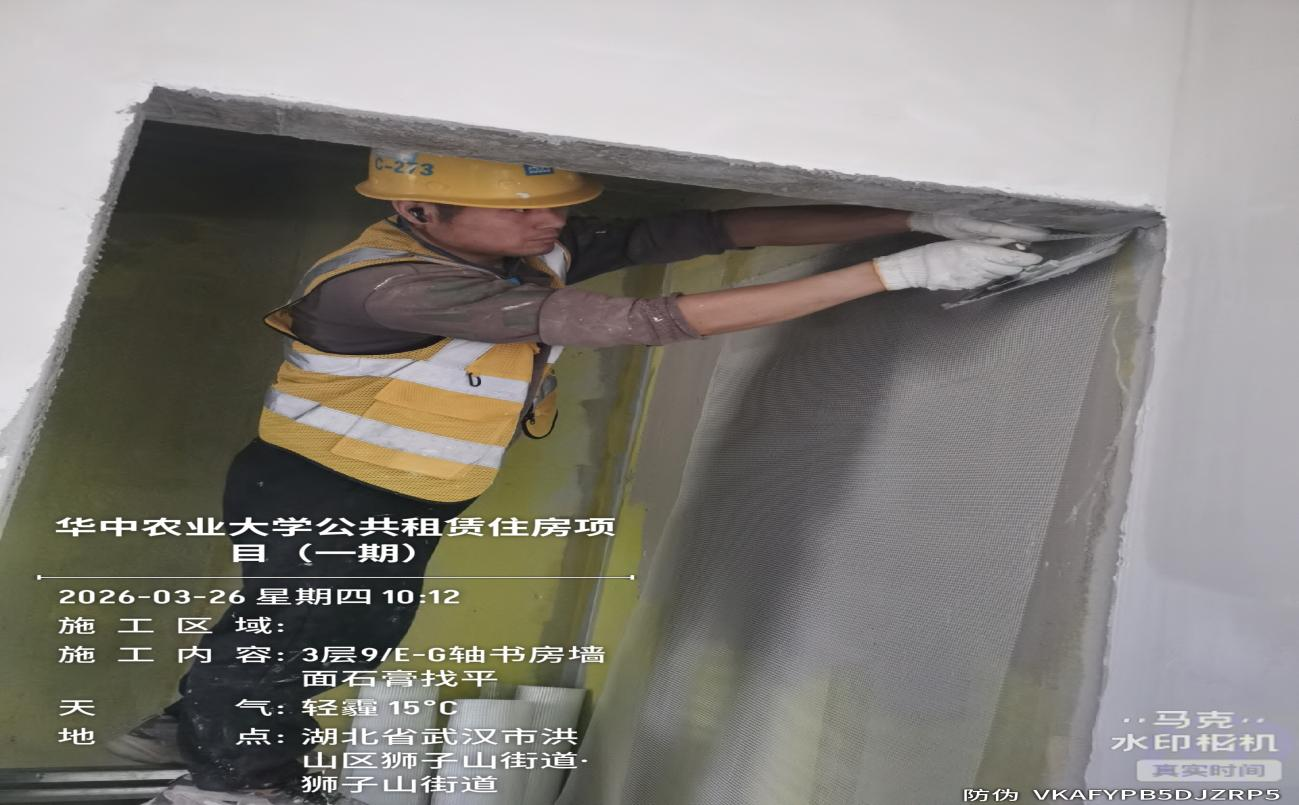 C-273
华中农业大学公共租赁住房项
目（一期）
2026-03-26 星期四 10:12
施工区域:
施工内容: 3层9/E-G轴书房墙
面石膏找平
天气: 轻霾 15°C
地点: 湖北省武汉市洪
山区狮子山街道·
狮子山街道
马克
水印相机
真实时间
防伪 VKAFYPB5DJZRP5